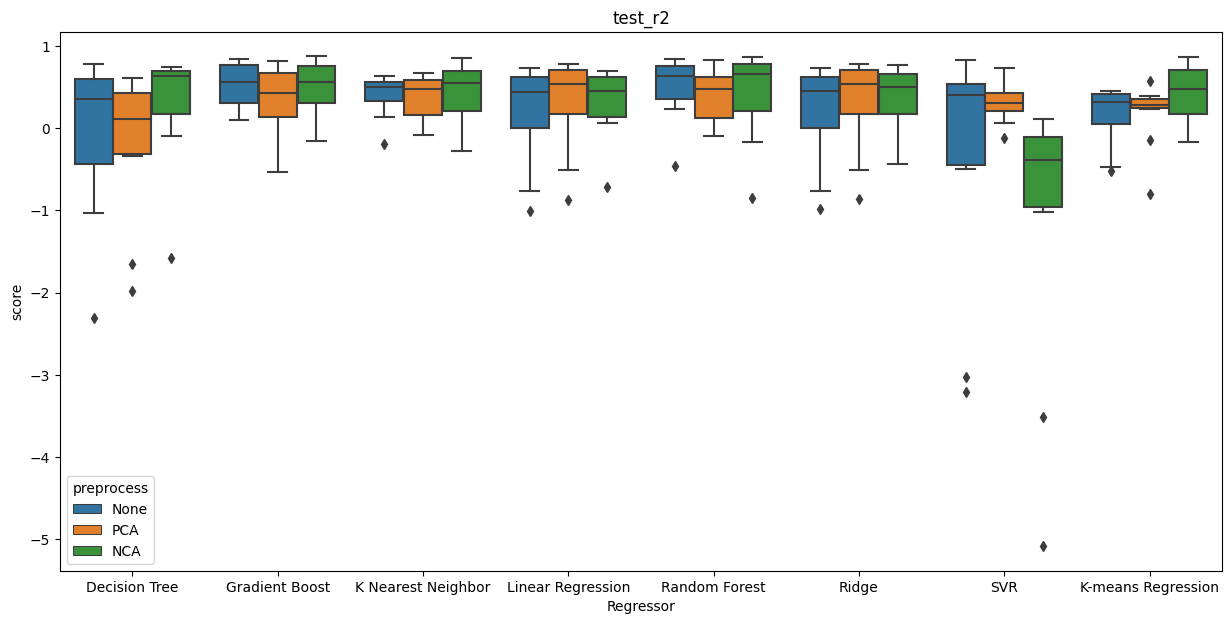 test_r2
1
0
−1
−2
−3
−4
−5
score
preprocess
None
PCA
NCA
Decision Tree Gradient Boost K Nearest Neighbor Linear Regression Random Forest Ridge SVR K-means Regression
Regressor